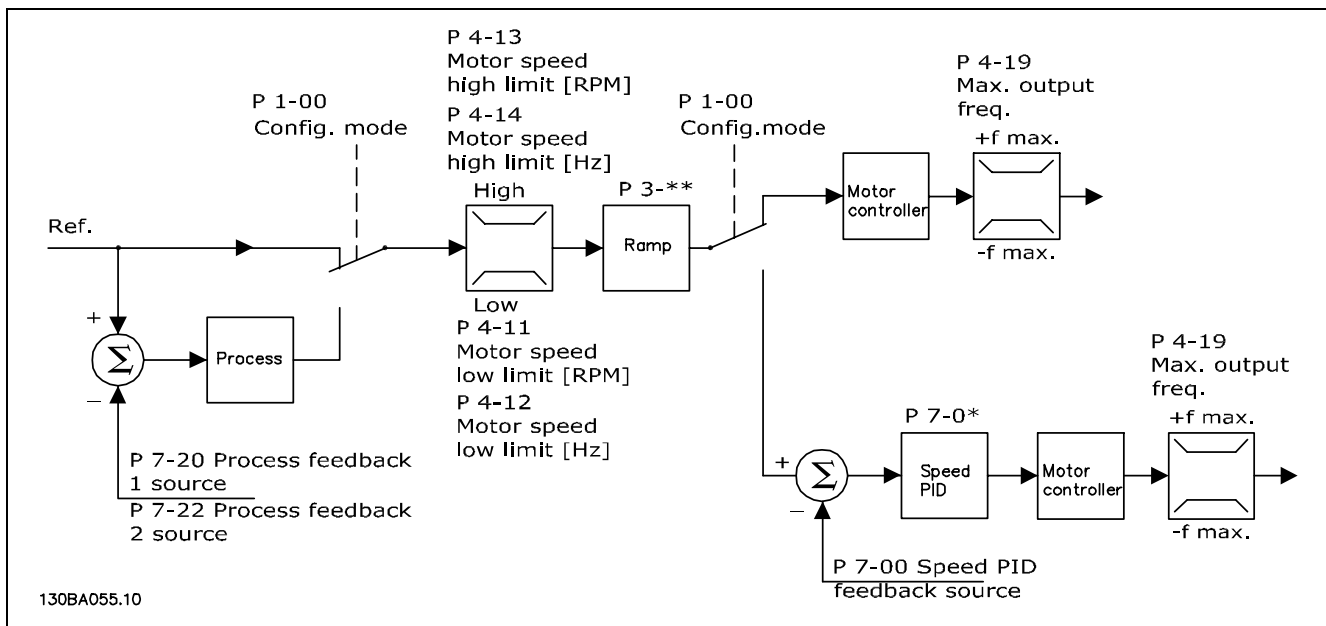 P 4-13
Motor speed
high limit [RPM]
P 4-14
Motor speed
high limit [Hz]
P 1-00
Config. mode
P 1-00
Config.mode
P 4-19
Max. output
freq.
+f max.
High
P 3-**
Motor
controller
Ref.
Ramp
-f max.
Low
P 4-11
Motor speed
low limit [RPM]
P 4-12
Motor speed
low limit [Hz]
+
Σ
Process
−
P 7-20 Process feedback
1 source
P 7-22 Process feedback
2 source
P 4-19
Max. output
freq.
P 7-0*
+f max.
+
Σ
Speed
PID
Motor
controller
−
-f max.
P 7-00 Speed PID
feedback source
130BA055.10